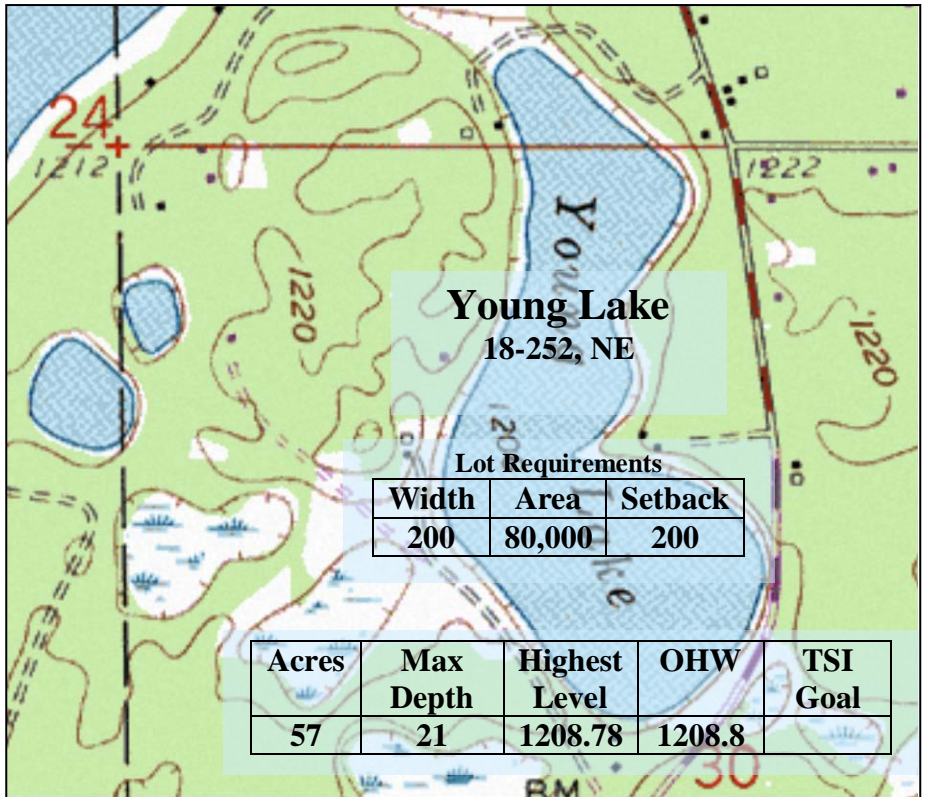 24
1212
1222
Young
1220
Young Lake
18-252, NE
1220
Lot Requirements
Width Area Setback
200 80,000 200
Lake
Acres Max Depth Highest Level OHW TSI Goal
57 21 1208.78 1208.8
30
BM